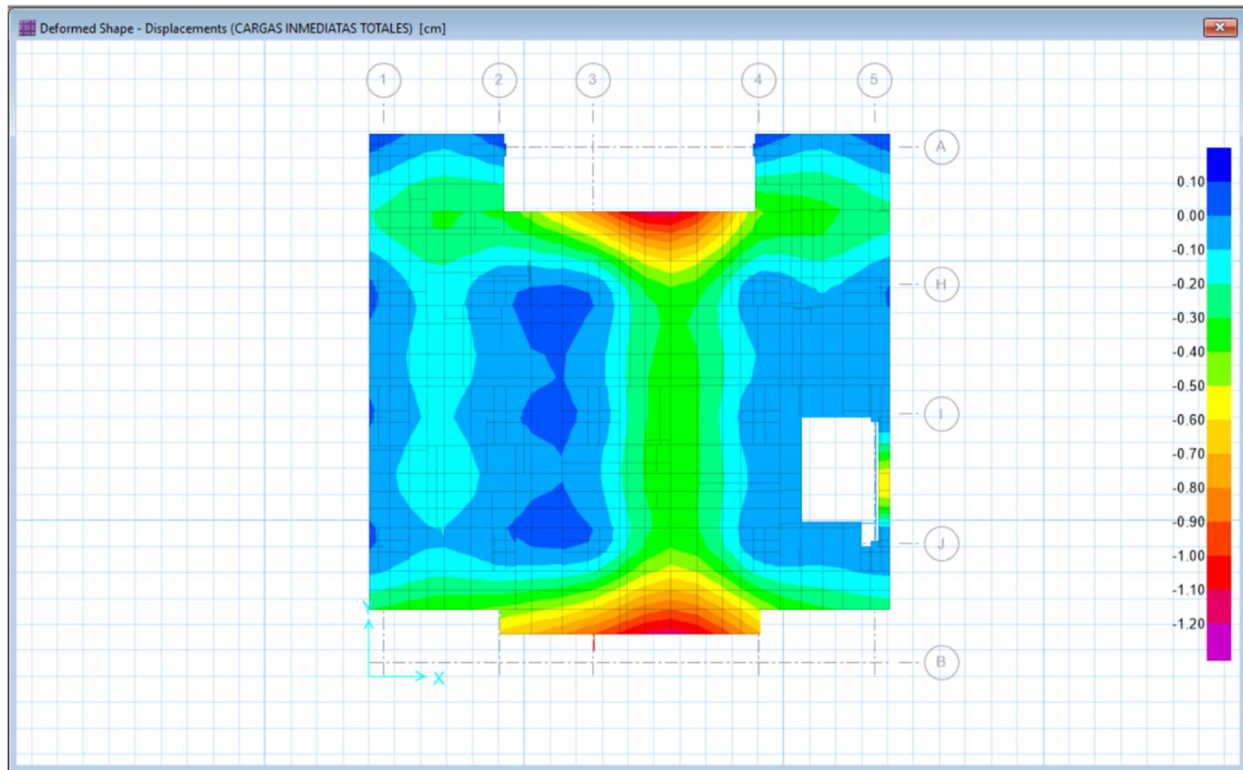 Deformed Shape - Displacements (CARGAS INMEDIATAS TOTALES) [cm]
1 2 3 4 5
A
H
I
J
B
0.10
0.00
-0.10
-0.20
-0.30
-0.40
-0.50
-0.60
-0.70
-0.80
-0.90
-1.00
-1.10
-1.20
Y
X